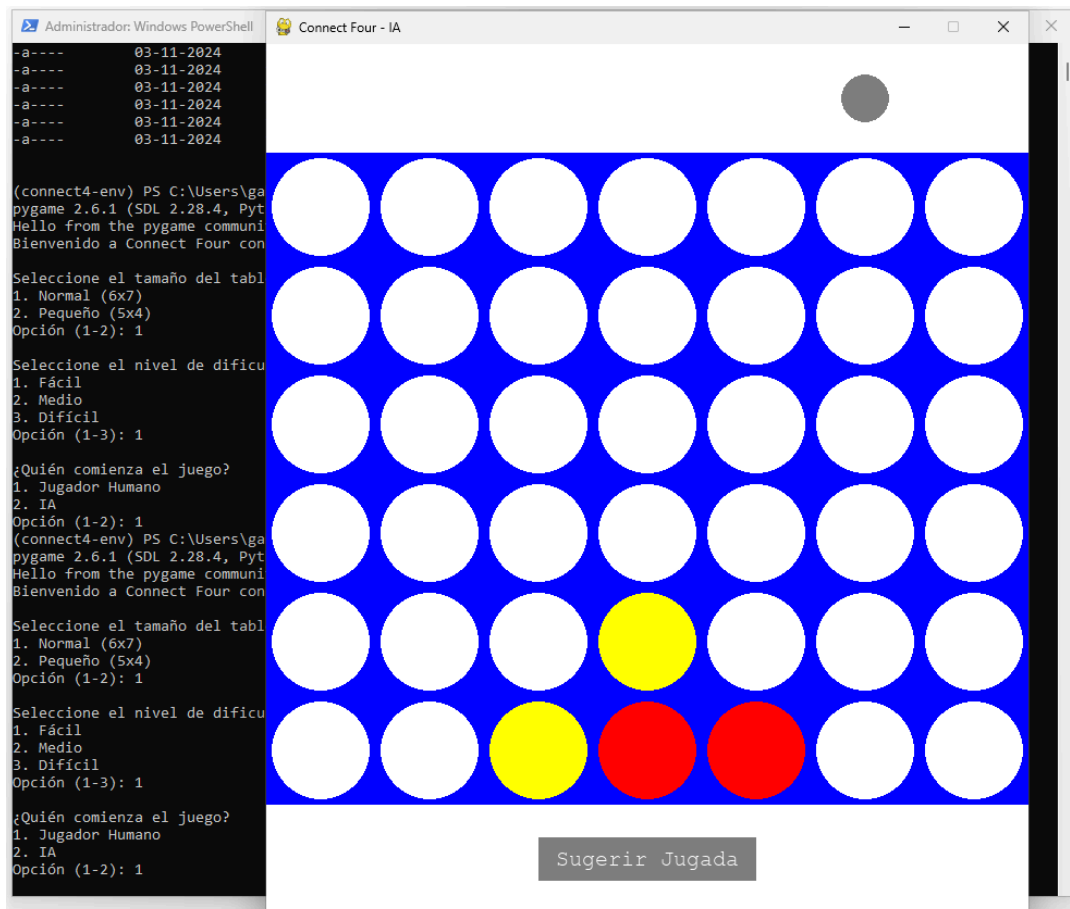 Administrador: Windows PowerShell
Connect Four - IA
-a---- 03-11-2024
-a---- 03-11-2024
-a---- 03-11-2024
-a---- 03-11-2024
-a---- 03-11-2024
-a---- 03-11-2024
(connect4-env) PS C:\Users\ga
pygame 2.6.1 (SDL 2.28.4, Pyt
Hello from the pygame communi
Bienvenido a Connect Four con
Seleccione el tamaño del tabl
1. Normal (6x7)
2. Pequeño (5x4)
Opción (1-2): 1
Seleccione el nivel de dificu
1. Fácil
2. Medio
3. Difícil
Opción (1-3): 1
¿Quién comienza el juego?
1. Jugador Humano
2. IA
Opción (1-2): 1
(connect4-env) PS C:\Users\ga
pygame 2.6.1 (SDL 2.28.4, Pyt
Hello from the pygame communi
Bienvenido a Connect Four con
Seleccione el tamaño del tabl
1. Normal (6x7)
2. Pequeño (5x4)
Opción (1-2): 1
Seleccione el nivel de dificu
1. Fácil
2. Medio
3. Difícil
Opción (1-3): 1
¿Quién comienza el juego?
1. Jugador Humano
2. IA
Opción (1-2): 1
Sugerir Jugada